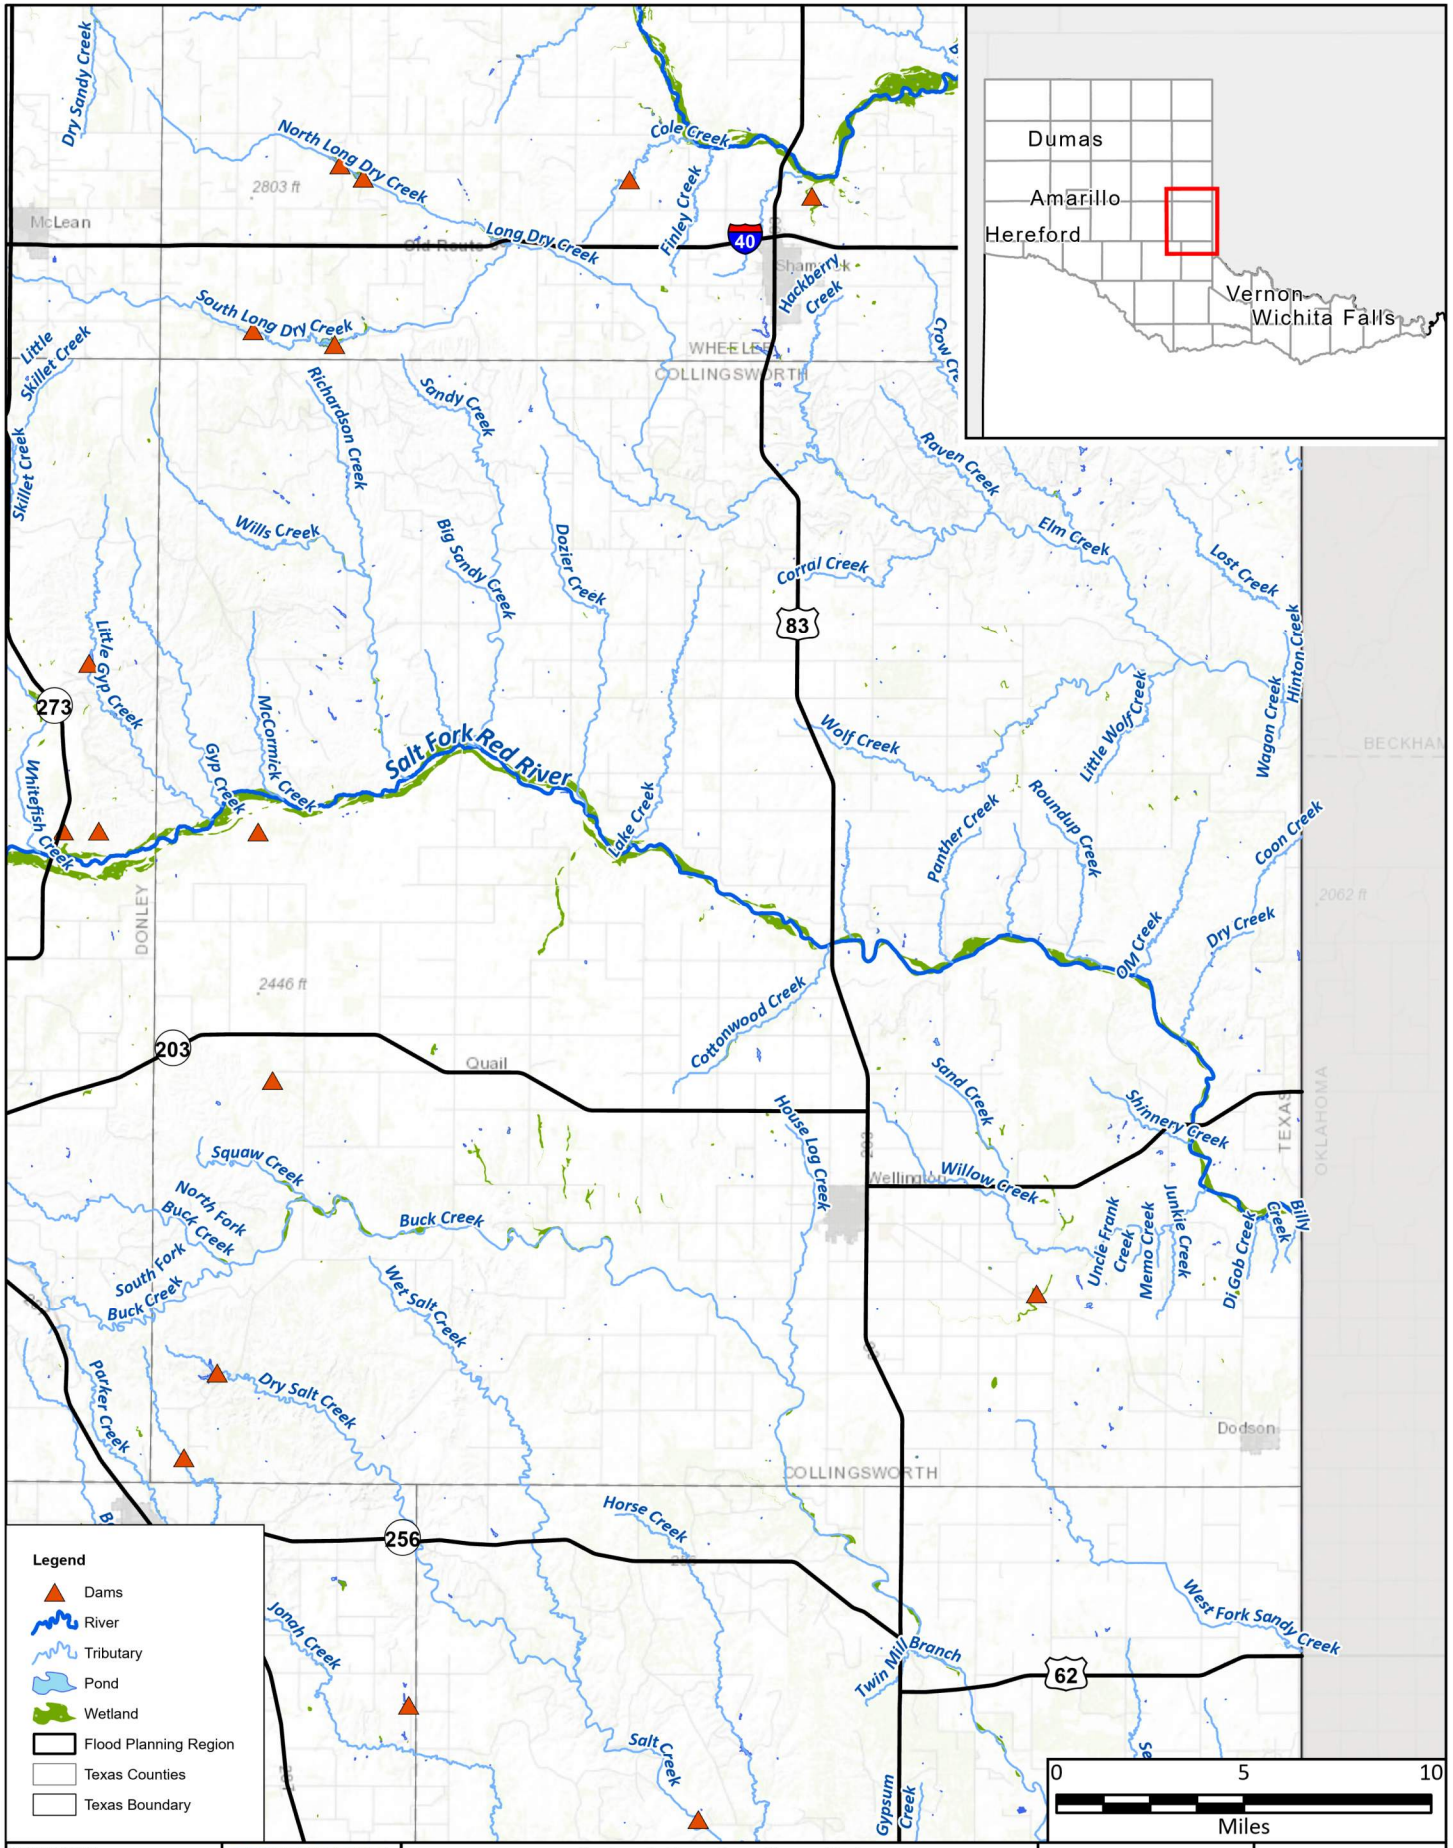 Dry Sandy Creek
North Long Dry Creek
2803 ft
McLean
Cole Creek
Finley Creek
Old Route
Long Dry Creek
40
Hackberry
Creek
South Long Dry Creek
Little
Skillet Creek
Skillet Creek
WHEELER
COLLINGSWORTH
Richardson Creek
Sandy Creek
Raven Creek
Wills Creek
Big Sandy Creek
Dozier Creek
Corral Creek
Elm Creek
Lost Creek
83
Hinton Creek
Little Gyp Creek
273
McCormick Creek
Gyp Creek
Whitefish Creek
Salt Fork Red River
Lake Creek
Wolf Creek
Little Wolf Creek
Wagon Creek
BECKHAM
Panther Creek
Roundup Creek
Coon Creek
2062 ft
Dry Creek
OM Creek
DONLEY
2446 ft
Cottonwood Creek
203
Quail
Sand Creek
Shinnery Creek
TEXAS
OKLAHOMA
House Log Creek
Wellington
Willow Creek
Squaw Creek
North Fork
Buck Creek
Buck Creek
South Fork
Buck Creek
Wet Salt Creek
Uncle Frank
Creek
Memo Creek
Junkie Creek
Di Gob Creek
Billy
Creek
Parker Creek
Dry Salt Creek
Dodson
COLLINGSWORTH
Horse Creek
256
Jonah Creek
West Fork Sandy Creek
Twin Mill Branch
62
Salt Creek
Gypsum
Creek
Dumas
Amarillo
Hereford
Vernon
Wichita Falls
Legend
Dams
River
Tributary
Pond
Wetland
Flood Planning Region
Texas Counties
Texas Boundary
0 5 10
Miles